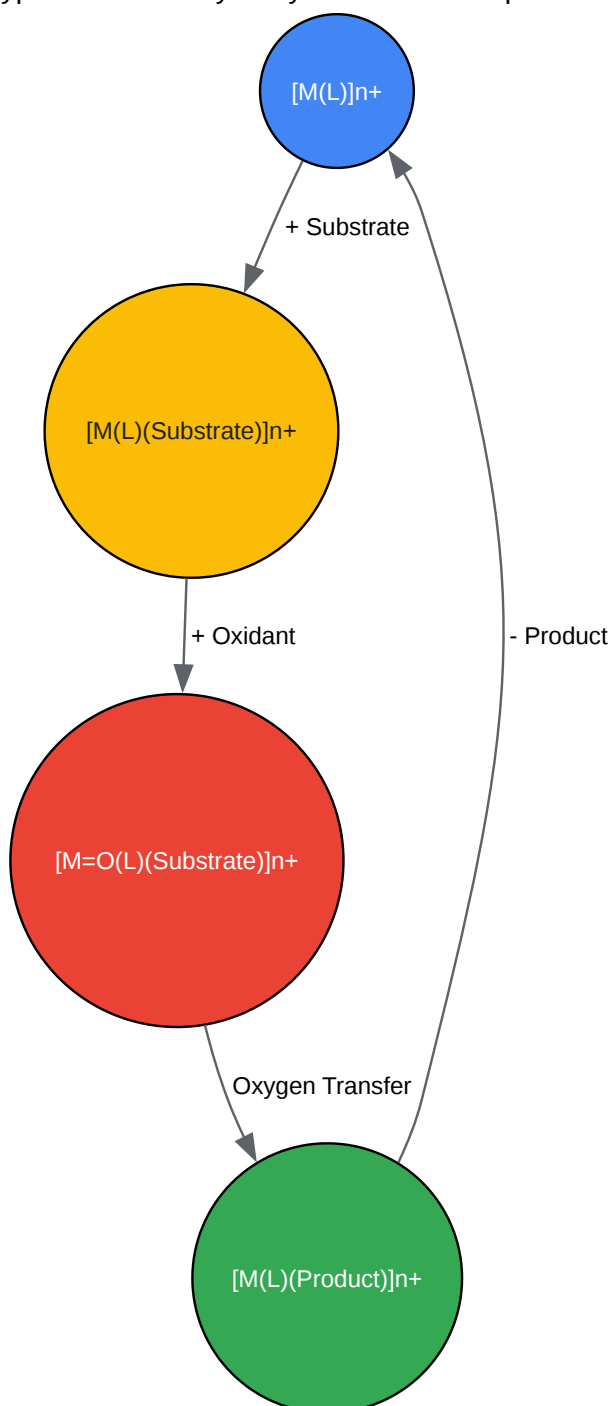 [M(L)]n+
+ Substrate
[M(L)(Substrate)]n+
+ Oxidant
- Product
[M=O(L)(Substrate)]n+
Oxygen Transfer
[M(L)(Product)]n+